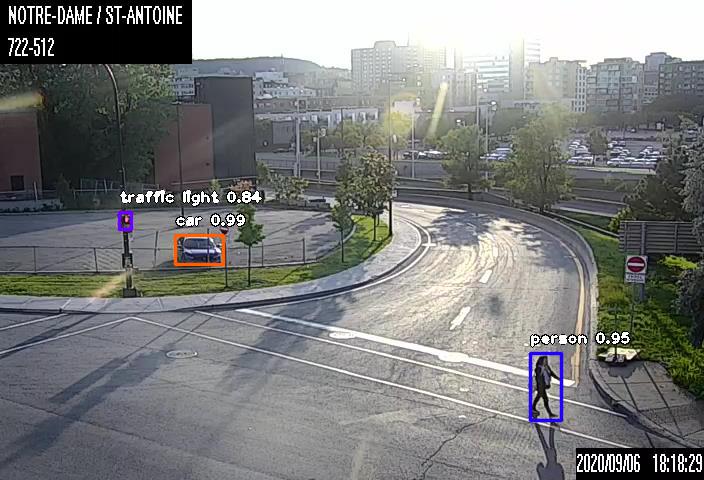 NOTRE-DAME / ST-ANTOINE
722-512
traffic light 0.84
car 0.99
person 0.95
2020/09/06 18:18:29